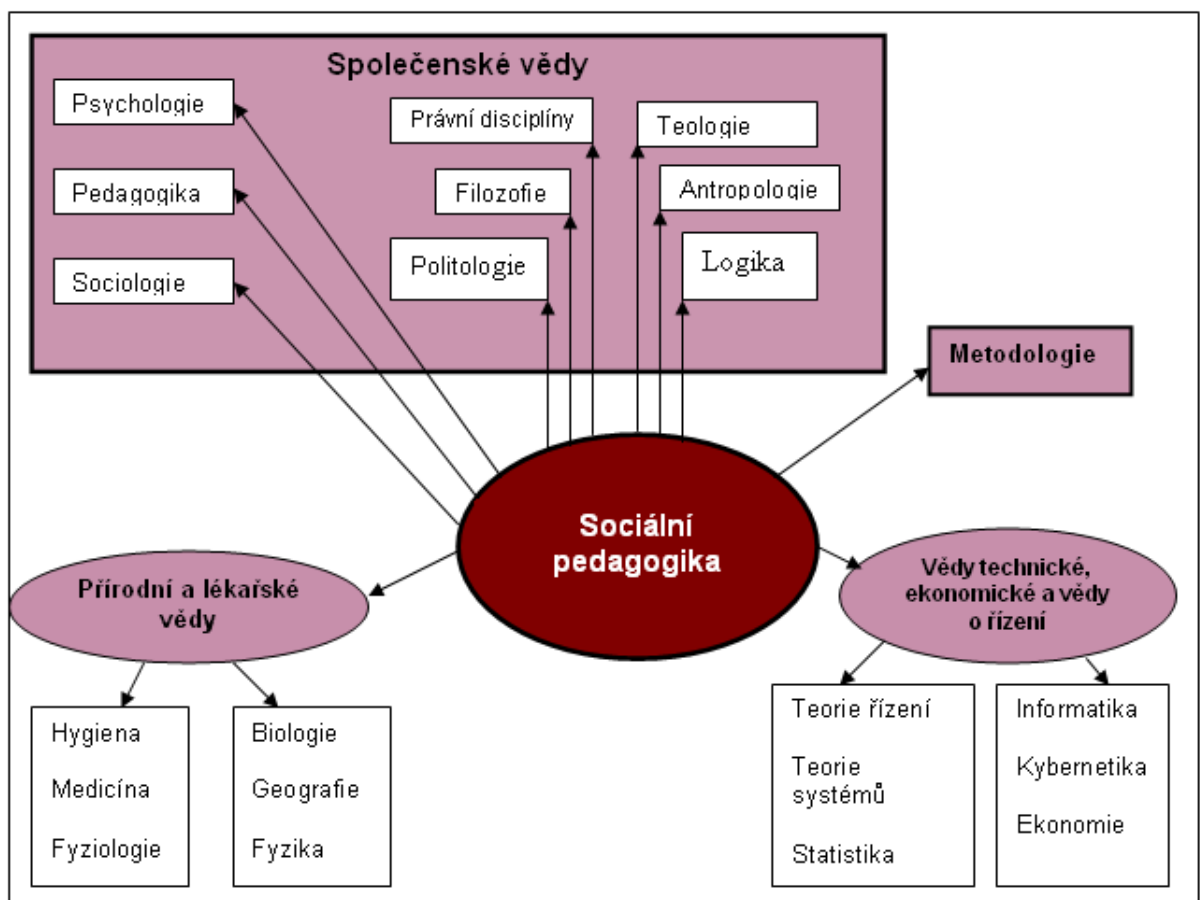 Společenské vědy
Psychologie
Právní disciplíny
Teologie
Pedagogika
Filozofie
Antropologie
Sociologie
Politologie
Logika
Metodologie
Sociální
pedagogika
Přírodní a lékařské
vědy
Vědy technické,
ekonomické a vědy
o řízení
Hygiena
Medicína
Fyziologie
Biologie
Geografie
Fyzika
Teorie řízení
Teorie
systémů
Statistika
Informatika
Kybernetika
Ekonomie